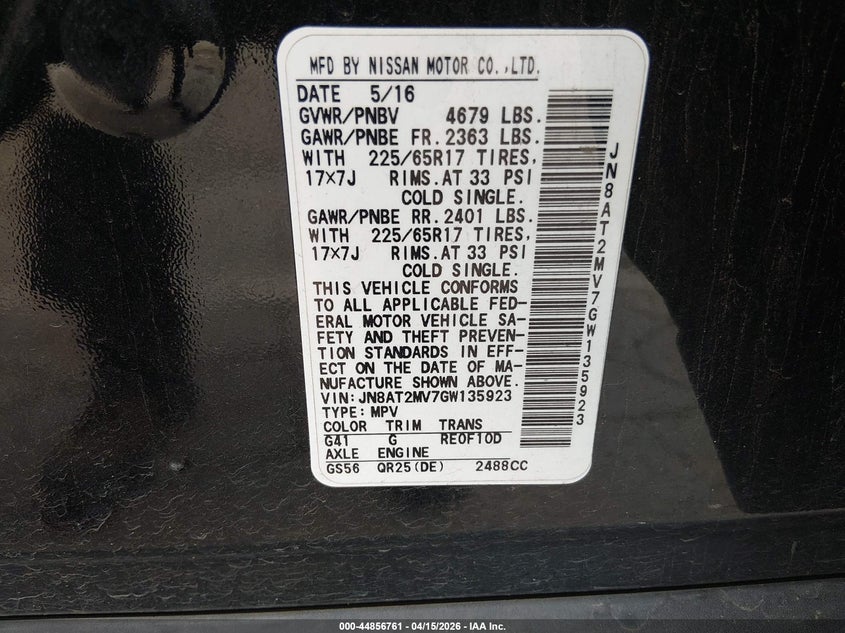 MFD BY NISSAN MOTOR CO.,LTD.
DATE 5/16
GVWR/PNBV 4679 LBS.
GAWR/PNBE FR.2363 LBS.
WITH 225/65R17 TIRES,
17×7J RIMS.AT 33 PSI
COLD SINGLE.
GAWR/PNBE RR.2401 LBS.
WITH 225/65R17 TIRES,
17×7J RIMS.AT 33 PSI
COLD SINGLE.
THIS VEHICLE CONFORMS
TO ALL APPLICABLE FED-
ERAL MOTOR VEHICLE SA-
FETY AND THEFT PREVEN-
TION STANDARDS IN EFF-
ECT ON THE DATE OF MA-
NUFACTURE SHOWN ABOVE.
VIN:JN8AT2MV7GW135923
TYPE:MPV
COLOR TRIM TRANS
G41 G RE0F10D
AXLE ENGINE
GS56 QR25(DE) 2488CC
JN8AT2MV7GW135923
000-44856761 - 04/15/2026 - IAA Inc.